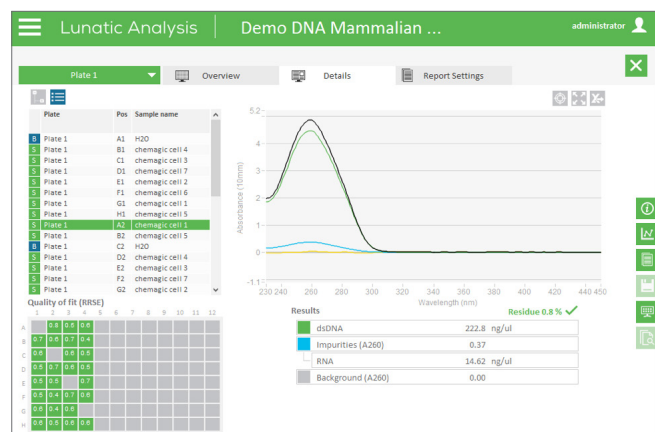 Lunatic Analysis Demo DNA Mammalian ... administrator
Plate 1 Overview Details Report Settings
Plate Pos Sample name
B Plate 1 A1 H2O
S Plate 1 B1 chemagic cell 4
S Plate 1 C1 chemagic cell 3
S Plate 1 D1 chemagic cell 7
S Plate 1 E1 chemagic cell 2
S Plate 1 F1 chemagic cell 6
S Plate 1 G1 chemagic cell 1
S Plate 1 H1 chemagic cell 5
S Plate 1 A2 chemagic cell 1
S Plate 1 B2 chemagic cell 5
B Plate 1 C2 H2O
S Plate 1 D2 chemagic cell 4
S Plate 1 E2 chemagic cell 3
S Plate 1 F2 chemagic cell 7
S Plate 1 G2 chemagic cell 2
Absorbance (10mm)
5.2
4
3
2
1
0
-1.1
230 240 260 280 300 320 340 360 380 400 420 440 450
Wavelength (nm)
Quality of fit (RRSE)
1 2 3 4 5 6 7 8 9 10 11 12
A 0.8 0.6 0.6
B 0.7 0.6 0.7 0.4
C 0.6 0.6 0.5
D 0.5 0.7 0.6 0.5
E 0.5 0.5 0.7
F 0.5 0.4 0.7 0.6
G 0.6 0.4 0.6
H 0.6 0.5 0.6 0.6
Results Residue 0.8 %
dsDNA 222.8 ng/ul
Impurities (A260) 0.37
RNA 14.62 ng/ul
Background (A260) 0.00